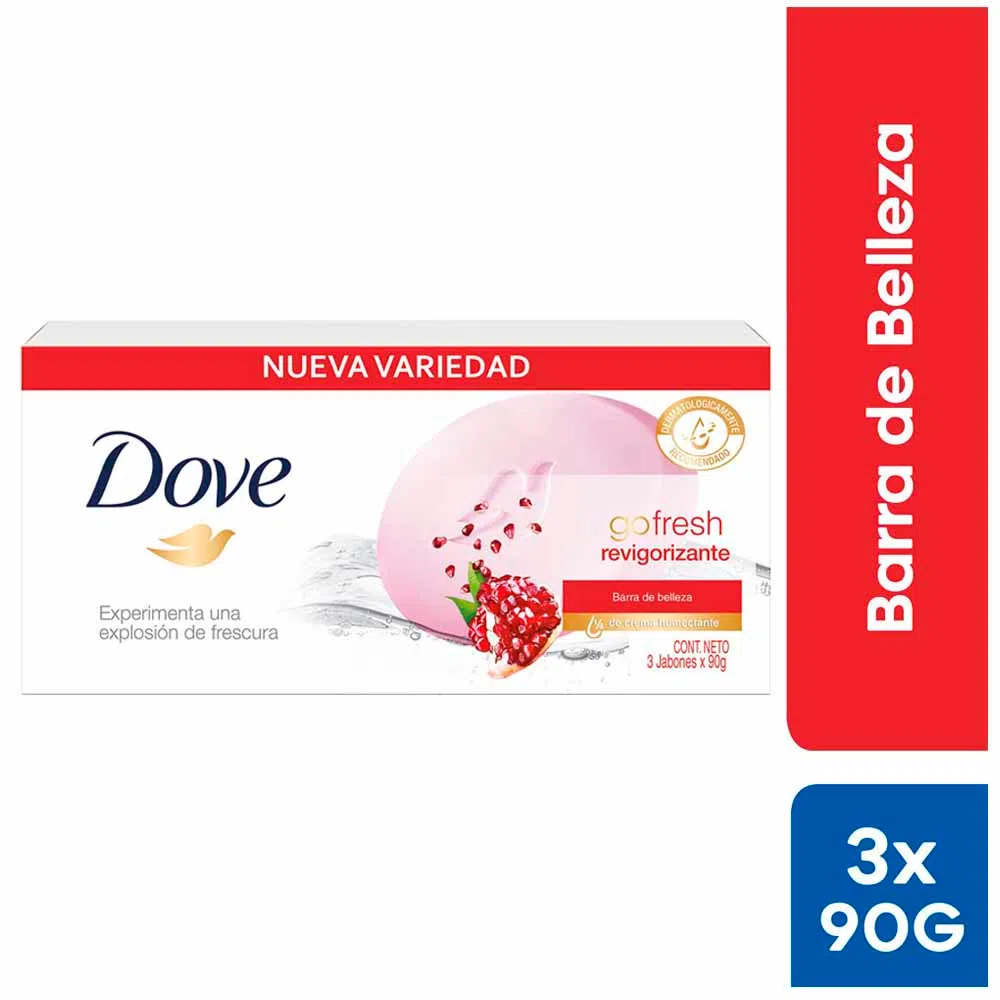 NUEVA VARIEDAD
Dove
Experimenta una
explosión de frescura
DERMATOLOGICAMENTE
RECOMENDADO
gofresh
revigorizante
Barra de belleza
¼ de crema humectante
CONT. NETO
3 Jabones x 90g
Barra de Belleza
3x
90G